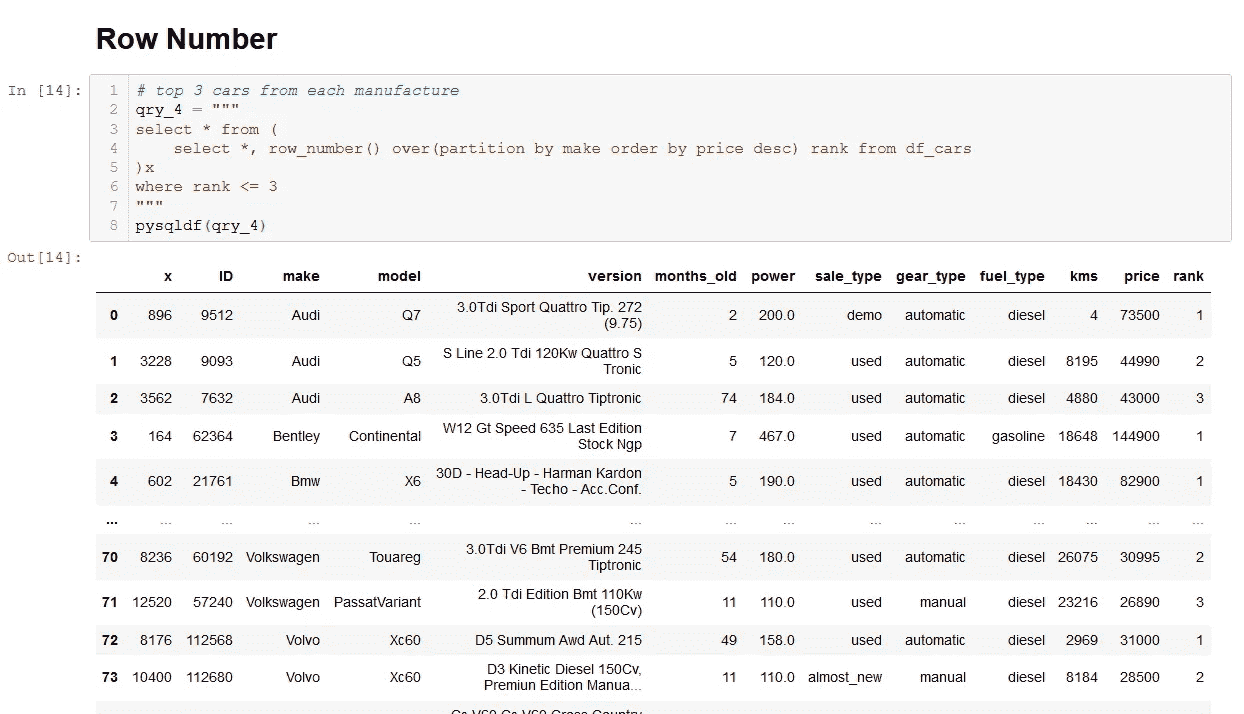 Row Number
In [14]:
1 # top 3 cars from each manufacture
2 qry_4 = """
3 select * from (
4 select *, row_number() over(partition by make order by price desc) rank from df_cars
5 )x
6 where rank <= 3
7 """
8 pysqldf(qry_4)
Out[14]:
x ID make model version months_old power sale_type gear_type fuel_type kms price rank
0 896 9512 Audi Q7 3.0Tdi Sport Quattro Tip. 272
(9.75) 2 200.0 demo automatic diesel 4 73500 1
1 3228 9093 Audi Q5 S Line 2.0 Tdi 120Kw Quattro S
Tronic 5 120.0 used automatic diesel 8195 44990 2
2 3562 7632 Audi A8 3.0Tdi L Quattro Tiptronic 74 184.0 used automatic diesel 4880 43000 3
3 164 62364 Bentley Continental W12 Gt Speed 635 Last Edition
Stock Ngp 7 467.0 used automatic gasoline 18648 144900 1
4 602 21761 Bmw X6 30D - Head-Up - Harman Kardon
- Techo - Acc.Conf. 5 190.0 used automatic diesel 18430 82900 1
... ... ... ... ... ... ... ... ... ... ... ... ... ...
70 8236 60192 Volkswagen Touareg 3.0Tdi V6 Bmt Premium 245
Tiptronic 54 180.0 used automatic diesel 26075 30995 2
71 12520 57240 Volkswagen PassatVariant 2.0 Tdi Edition Bmt 110Kw
(150Cv) 11 110.0 used manual diesel 23216 26890 3
72 8176 112568 Volvo Xc60 D5 Summum Awd Aut. 215 49 158.0 used automatic diesel 2969 31000 1
73 10400 112680 Volvo Xc60 D3 Kinetic Diesel 150Cv,
Premiun Edition Manua... 11 110.0 almost_new manual diesel 8184 28500 2